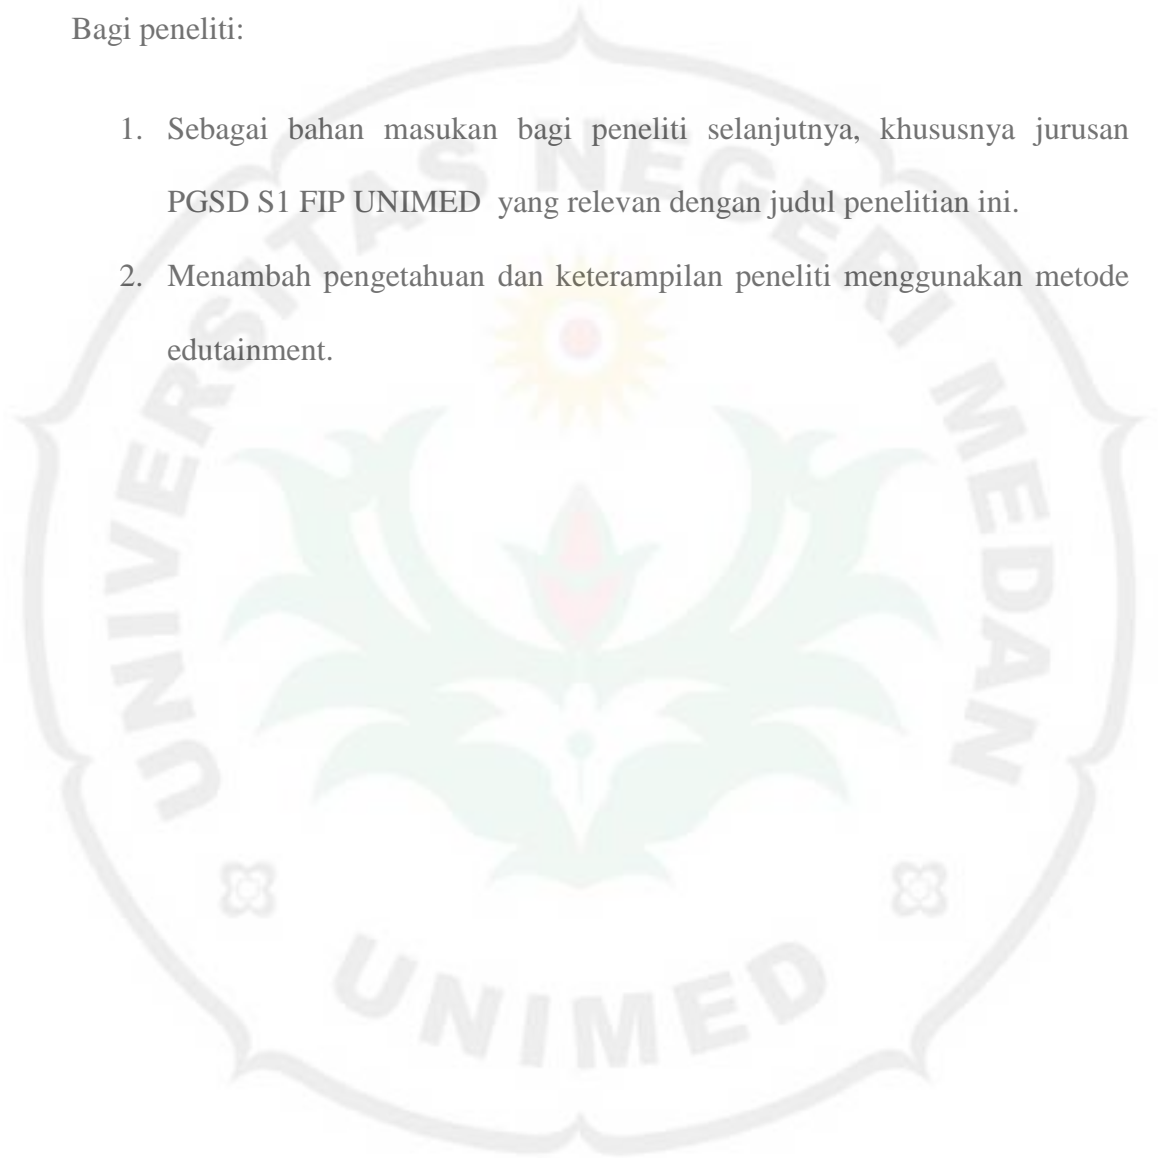 Bagi peneliti:
1. Sebagai bahan masukan bagi peneliti selanjutnya, khususnya jurusan
PGSD S1 FIP UNIMED yang relevan dengan judul penelitian ini.
2. Menambah pengetahuan dan keterampilan peneliti menggunakan metode
edutainment.
UNIVERSITAS NEGERI MEDAN
UNIMED